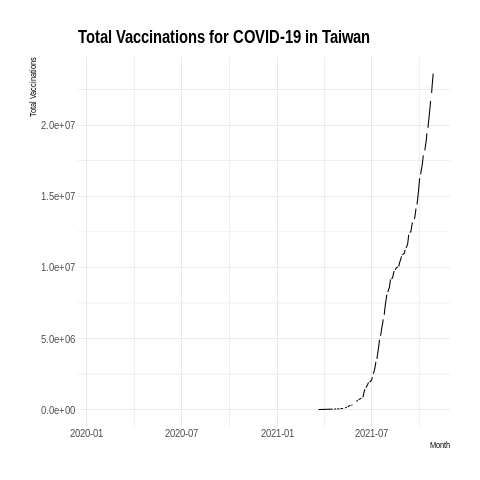 Total Vaccinations for COVID-19 in Taiwan
Total Vaccinations
2.0e+07
1.5e+07
1.0e+07
5.0e+06
0.0e+00
2020-01 2020-07 2021-01 2021-07
Month